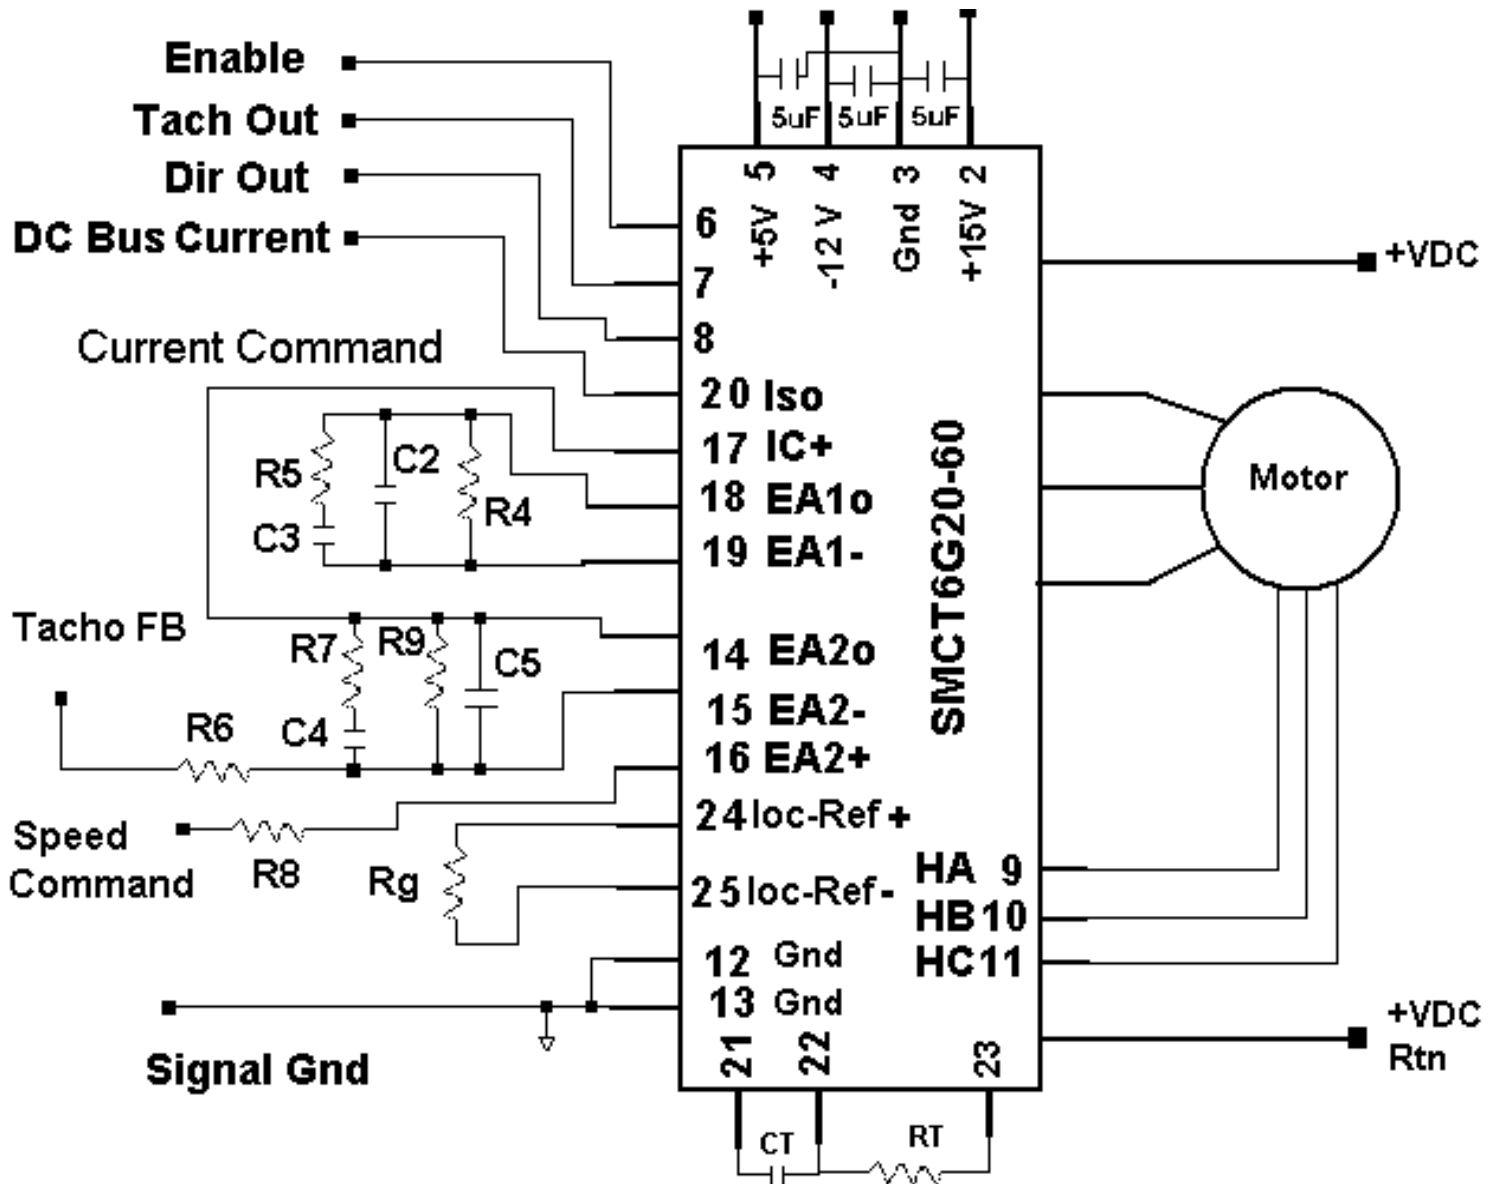 Enable
Tach Out
Dir Out
DC Bus Current
5uF 5uF 5uF
+5V 5
-12 V 4
Gnd 3
+15V 2
6
7
8
+VDC
Current Command
20 Iso
17 IC+
18 EA1o
19 EA1-
R5
C2
R4
C3
SMCT6G20-60
Motor
Tacho FB
R7
R9
C5
C4
R6
14 EA2o
15 EA2-
16 EA2+
Speed
Command
R8
Rg
24 Ioc-Ref +
25 Ioc-Ref -
12 Gnd
13 Gnd
HA 9
HB 10
HC 11
Signal Gnd
+VDC
Rtn
21
22
23
CT
RT